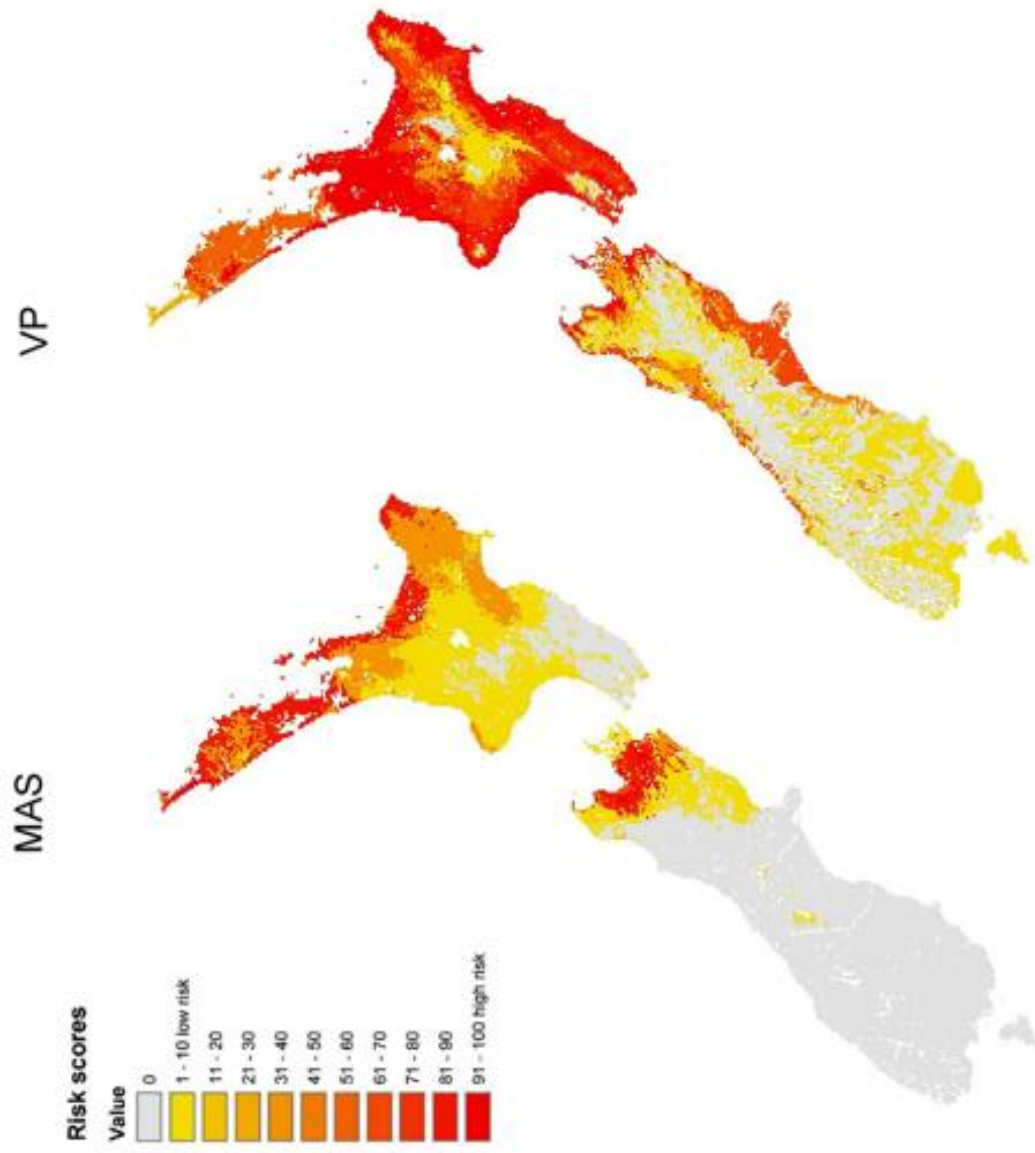 MAS
VP
Risk scores
Value
0
1 - 10 low risk
11 - 20
21 - 30
31 - 40
41 - 50
51 - 60
61 - 70
71 - 80
81 - 90
91 - 100 high risk